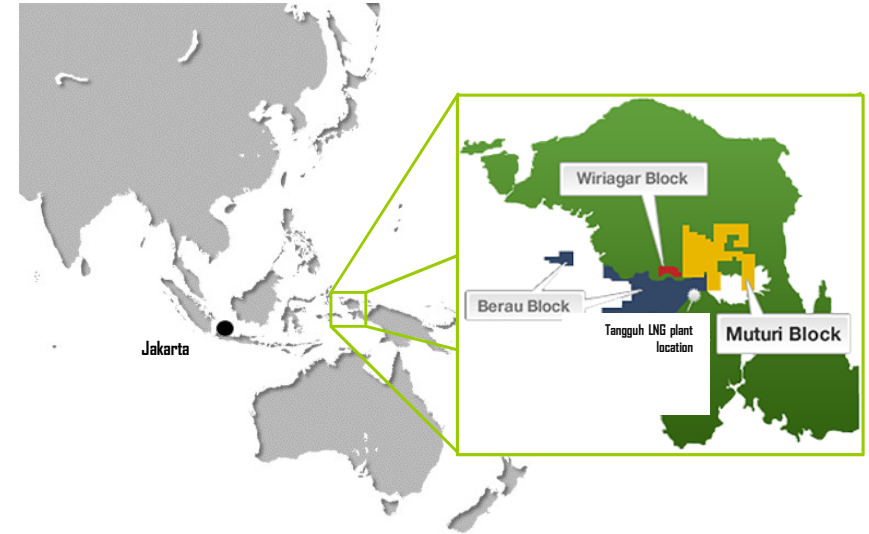 Wiriagar Block
Berau Block
Tangguh LNG plant
location
Muturi Block
Jakarta